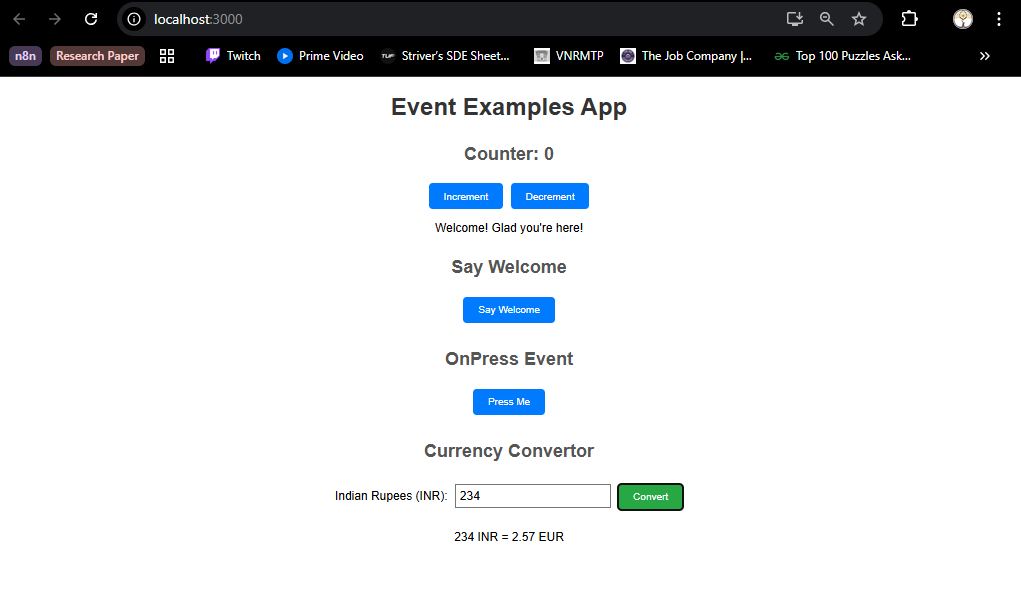 localhost:3000
n8n Research Paper Twitch Prime Video TUF Striver's SDE Sheet... VNRMTP The Job Company |... Top 100 Puzzles Ask...
Event Examples App
Counter: 0
Increment Decrement
Welcome! Glad you're here!
Say Welcome
Say Welcome
OnPress Event
Press Me
Currency Convertor
Indian Rupees (INR): 234 Convert
234 INR = 2.57 EUR